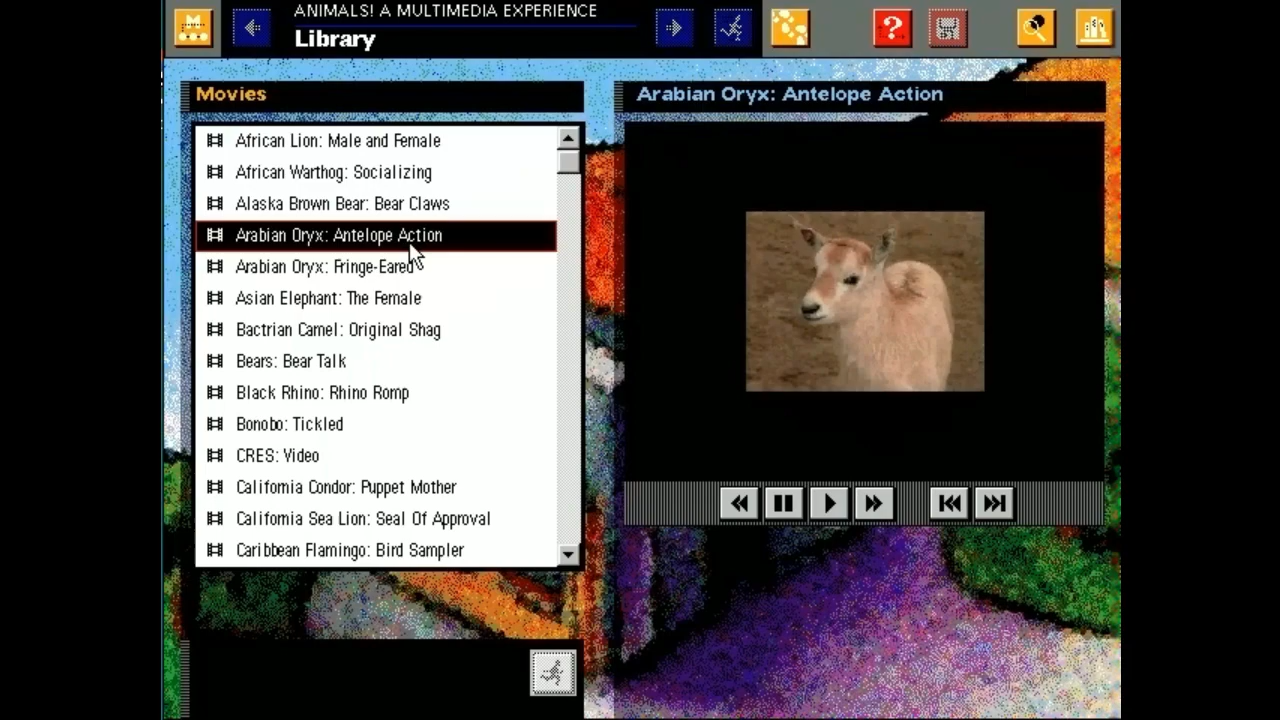 ANIMALS! A MULTIMEDIA EXPERIENCE
Library
?
Movies
African Lion: Male and Female
African Warthog: Socializing
Alaska Brown Bear: Bear Claws
Arabian Oryx: Antelope Action
Arabian Oryx: Fringe-Eared
Asian Elephant: The Female
Bactrian Camel: Original Shag
Bears: Bear Talk
Black Rhino: Rhino Romp
Bonobo: Tickled
CRES: Video
California Condor: Puppet Mother
California Sea Lion: Seal Of Approval
Caribbean Flamingo: Bird Sampler
Arabian Oryx: Antelope Action